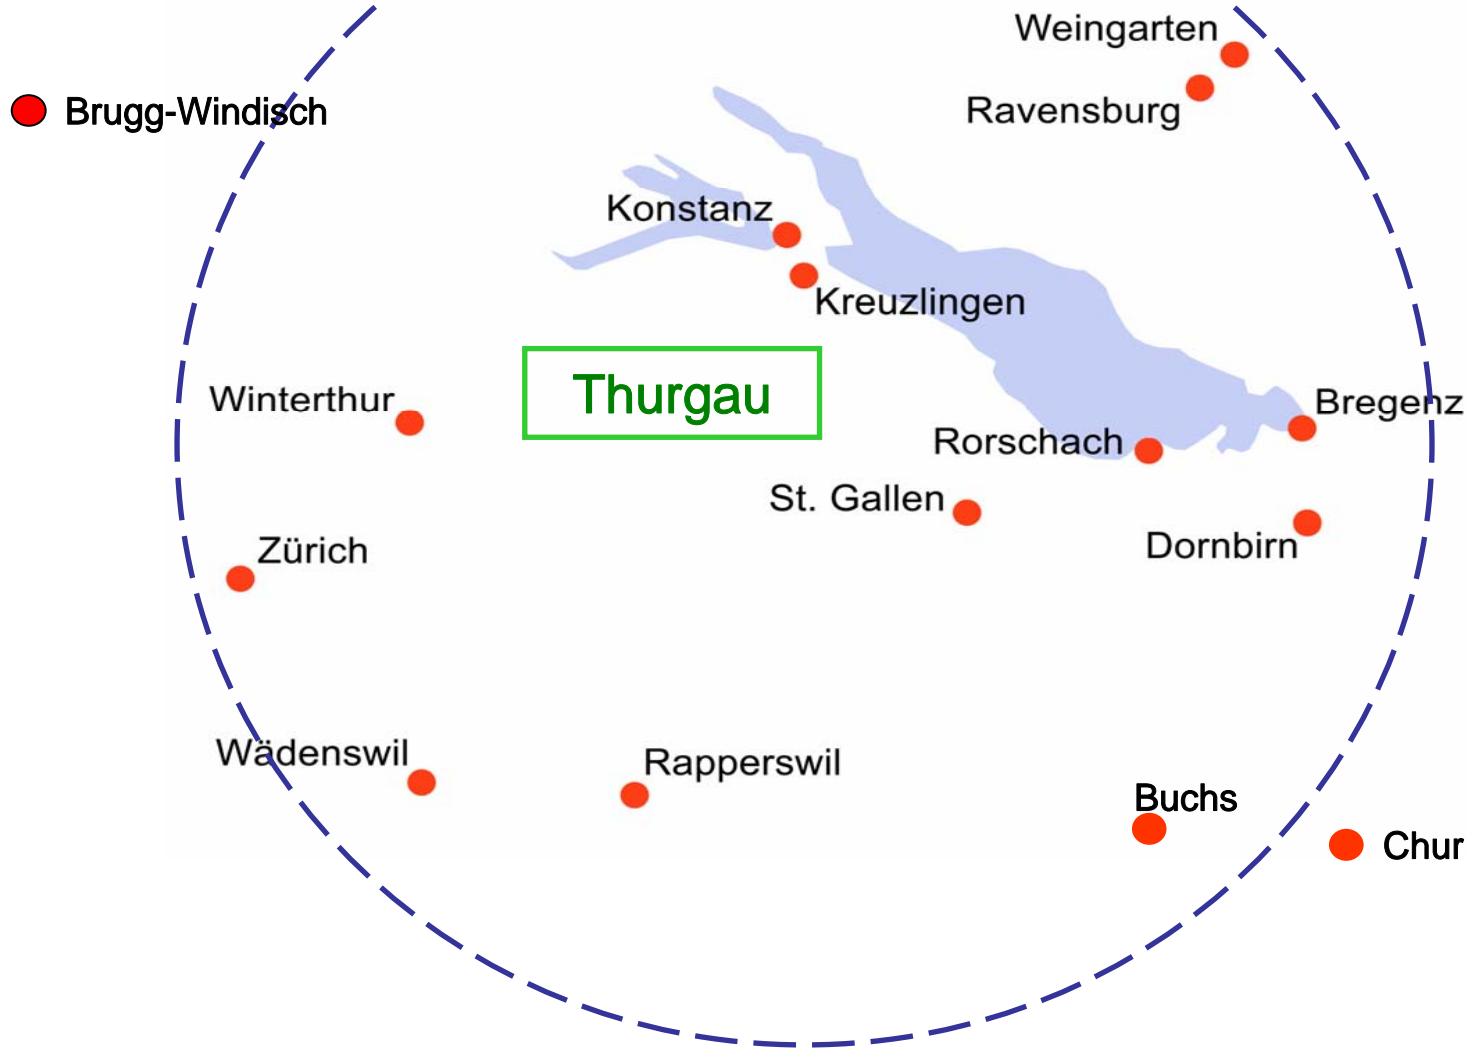 Weingarten
Brugg-Windisch
Ravensburg
Konstanz
Kreuzlingen
Thurgau
Winterthur
Bregenz
Rorschach
St. Gallen
Dornbirn
Zürich
Wädenswil
Rapperswil
Buchs
Chur